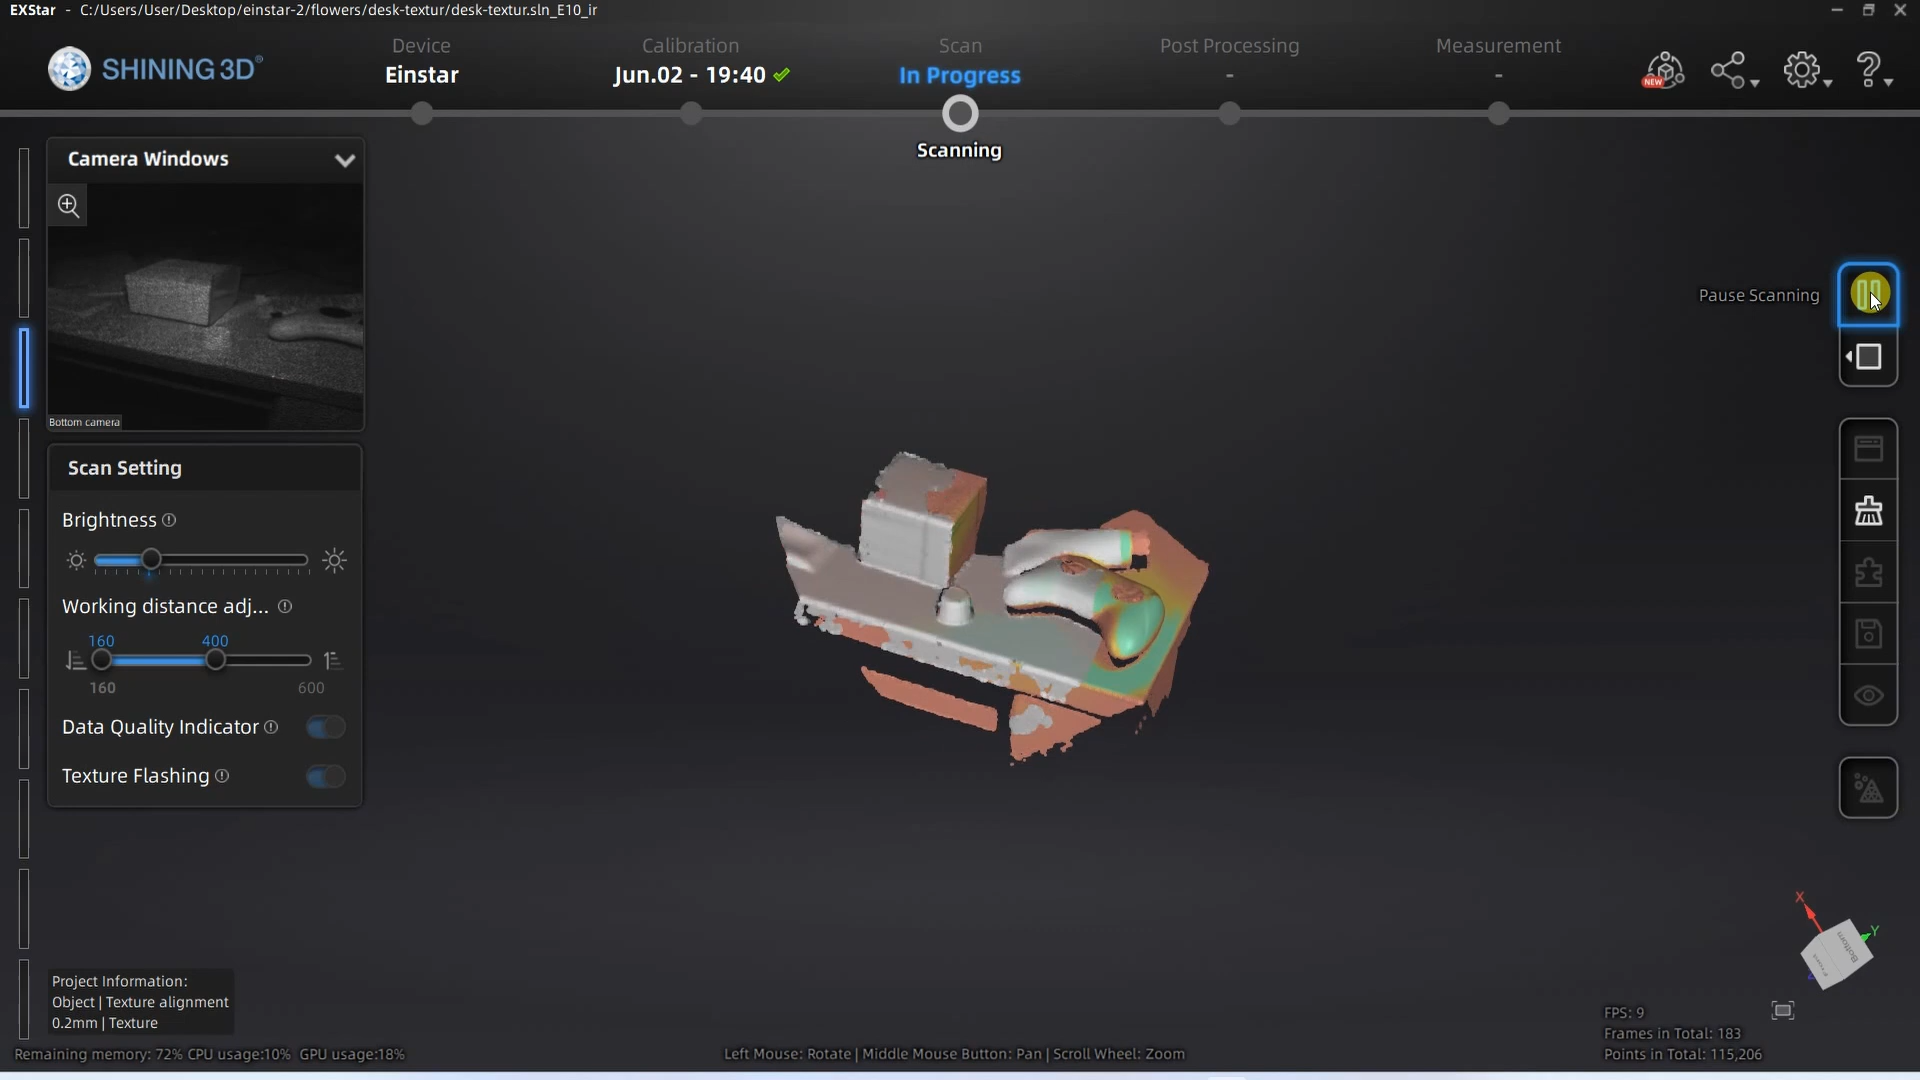 EXStar - C:/Users/User/Desktop/einstar-2/flowers/desk-textur/desk-textur.sln_E10_ir
SHINING 3D®
Device
Einstar
Calibration
Jun.02 - 19:40
Scan
In Progress
Scanning
Post Processing
-
Measurement
-
NEW
Camera Windows
Bottom camera
Scan Setting
Brightness
Working distance adj...
160 400
160 600
Data Quality Indicator
Texture Flashing
Pause Scanning
X
Y
Bottom
Front
Project Information:
Object | Texture alignment
0.2mm | Texture
FPS: 9
Frames in Total: 183
Points in Total: 115,206
Remaining memory: 72% CPU usage:10% GPU usage:18%
Left Mouse: Rotate | Middle Mouse Button: Pan | Scroll Wheel: Zoom